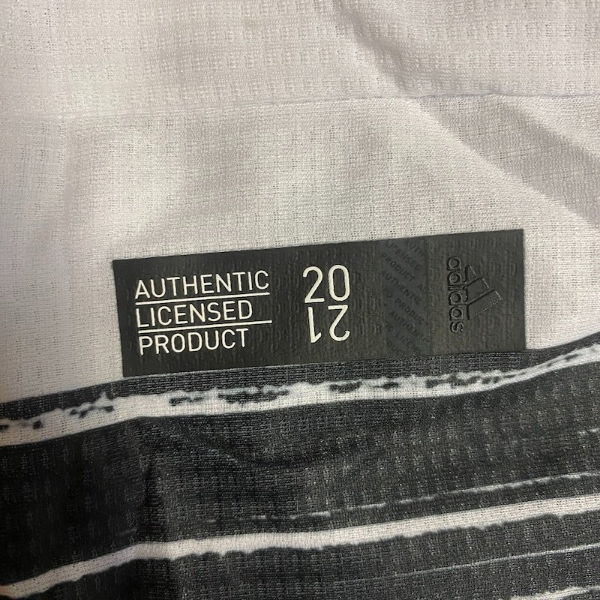 AUTHENTIC
LICENSED
PRODUCT
20
21
adidas